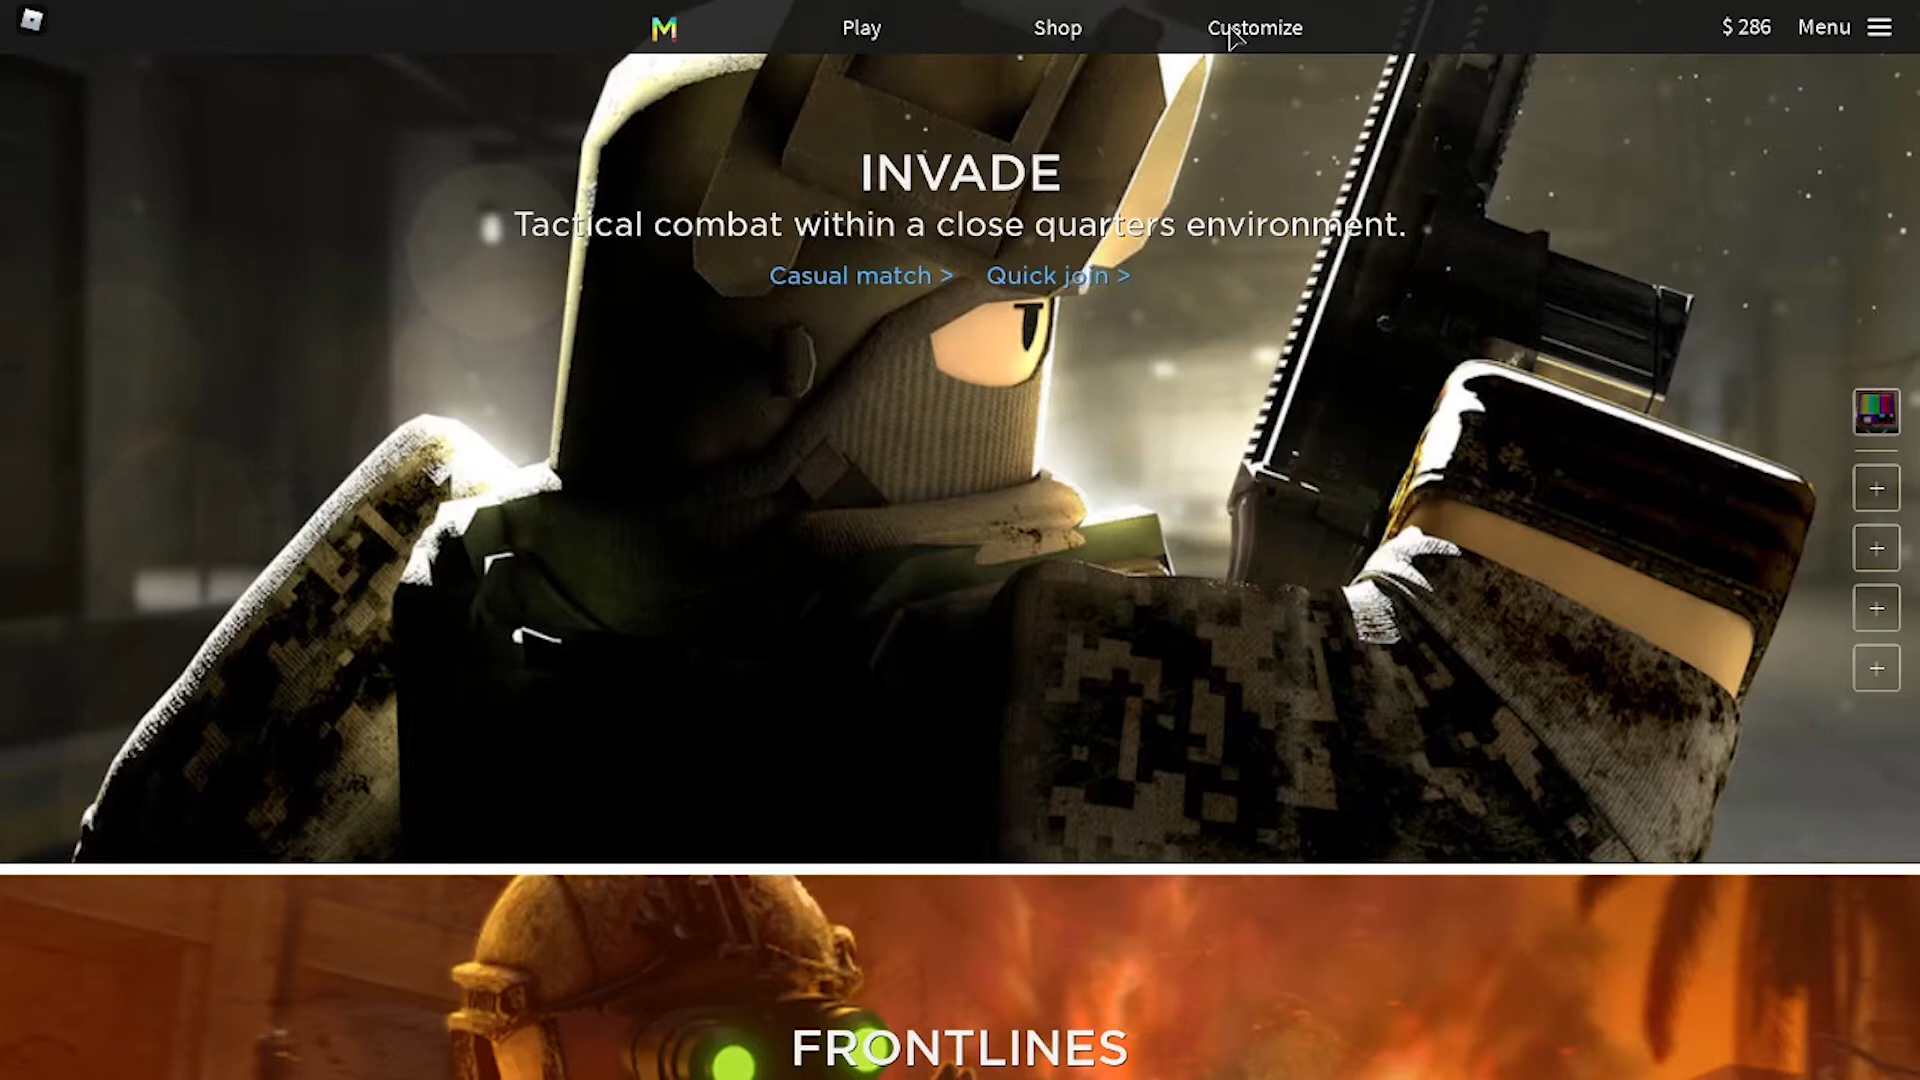 M Play Shop Customize $ 286 Menu
INVADE
Tactical combat within a close quarters environment.
Casual match > Quick join >
+
+
+
+
FRONTLINES